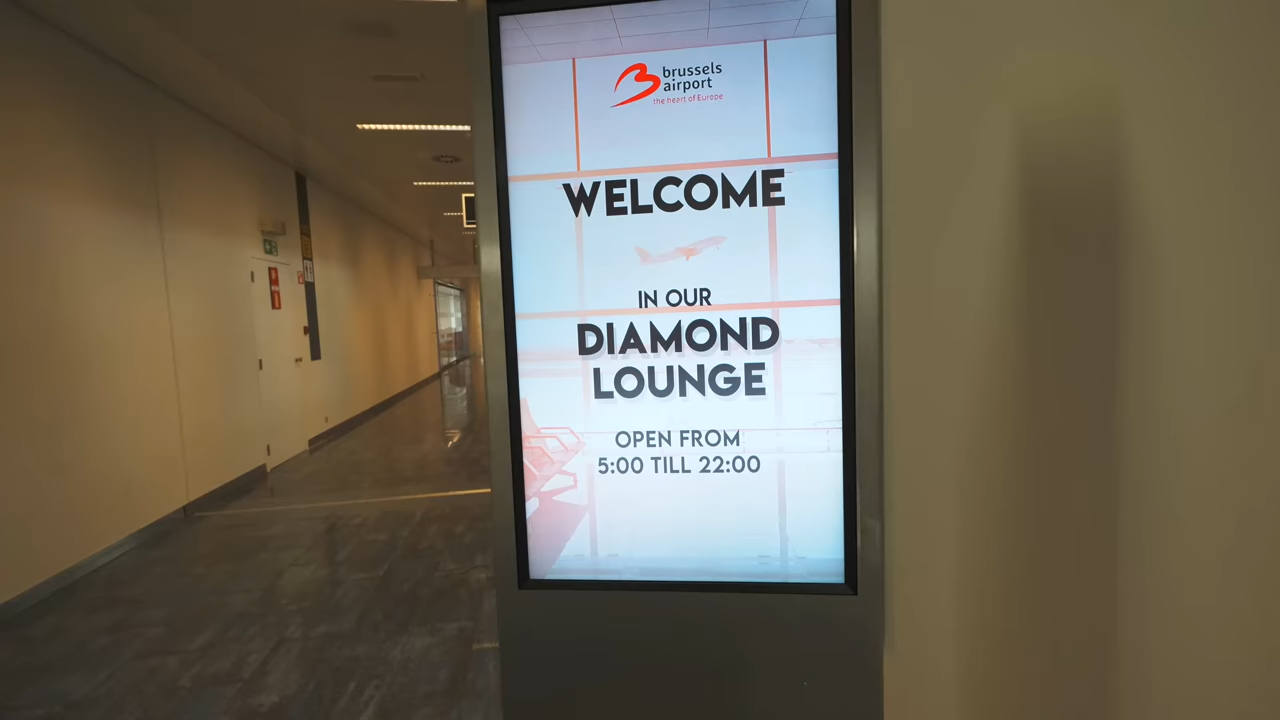 brussels
airport
the heart of Europe
WELCOME
IN OUR
DIAMOND
LOUNGE
OPEN FROM
5:00 TILL 22:00